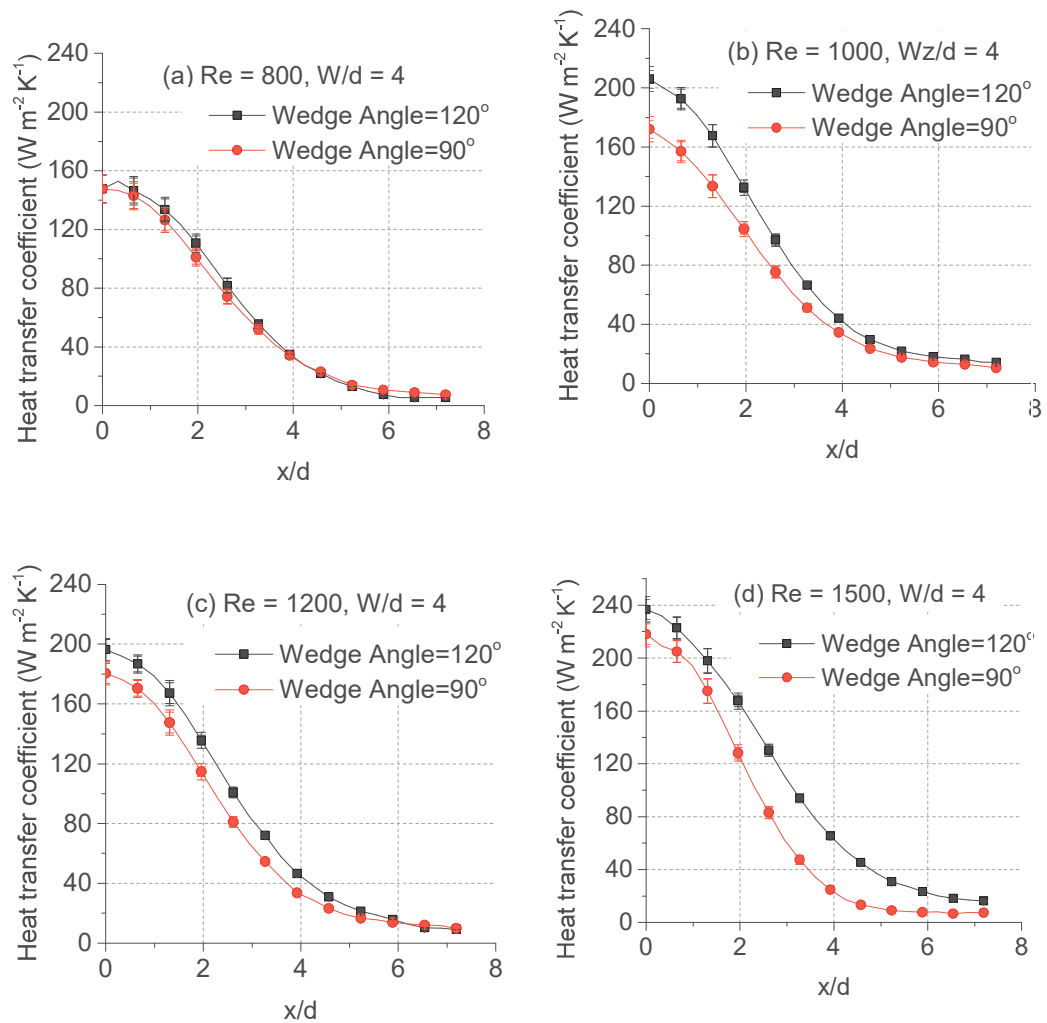 (a) Re = 800, W/d = 4
Wedge Angle=120°
Wedge Angle=90°
Heat transfer coefficient (W m⁻² K⁻¹)
240
200
160
120
80
40
0
0 2 4 6 8
x/d
(b) Re = 1000, Wz/d = 4
Wedge Angle=120°
Wedge Angle=90°
Heat transfer coefficient (W m⁻² K⁻¹)
240
200
160
120
80
40
0
0 2 4 6 8
x/d
(c) Re = 1200, W/d = 4
Wedge Angle=120°
Wedge Angle=90°
Heat transfer coefficient (W m⁻² K⁻¹)
240
200
160
120
80
40
0
0 2 4 6 8
x/d
(d) Re = 1500, W/d = 4
Wedge Angle=120°
Wedge Angle=90°
Heat transfer coefficient (W m⁻² K⁻¹)
240
200
160
120
80
40
0
0 2 4 6 8
x/d